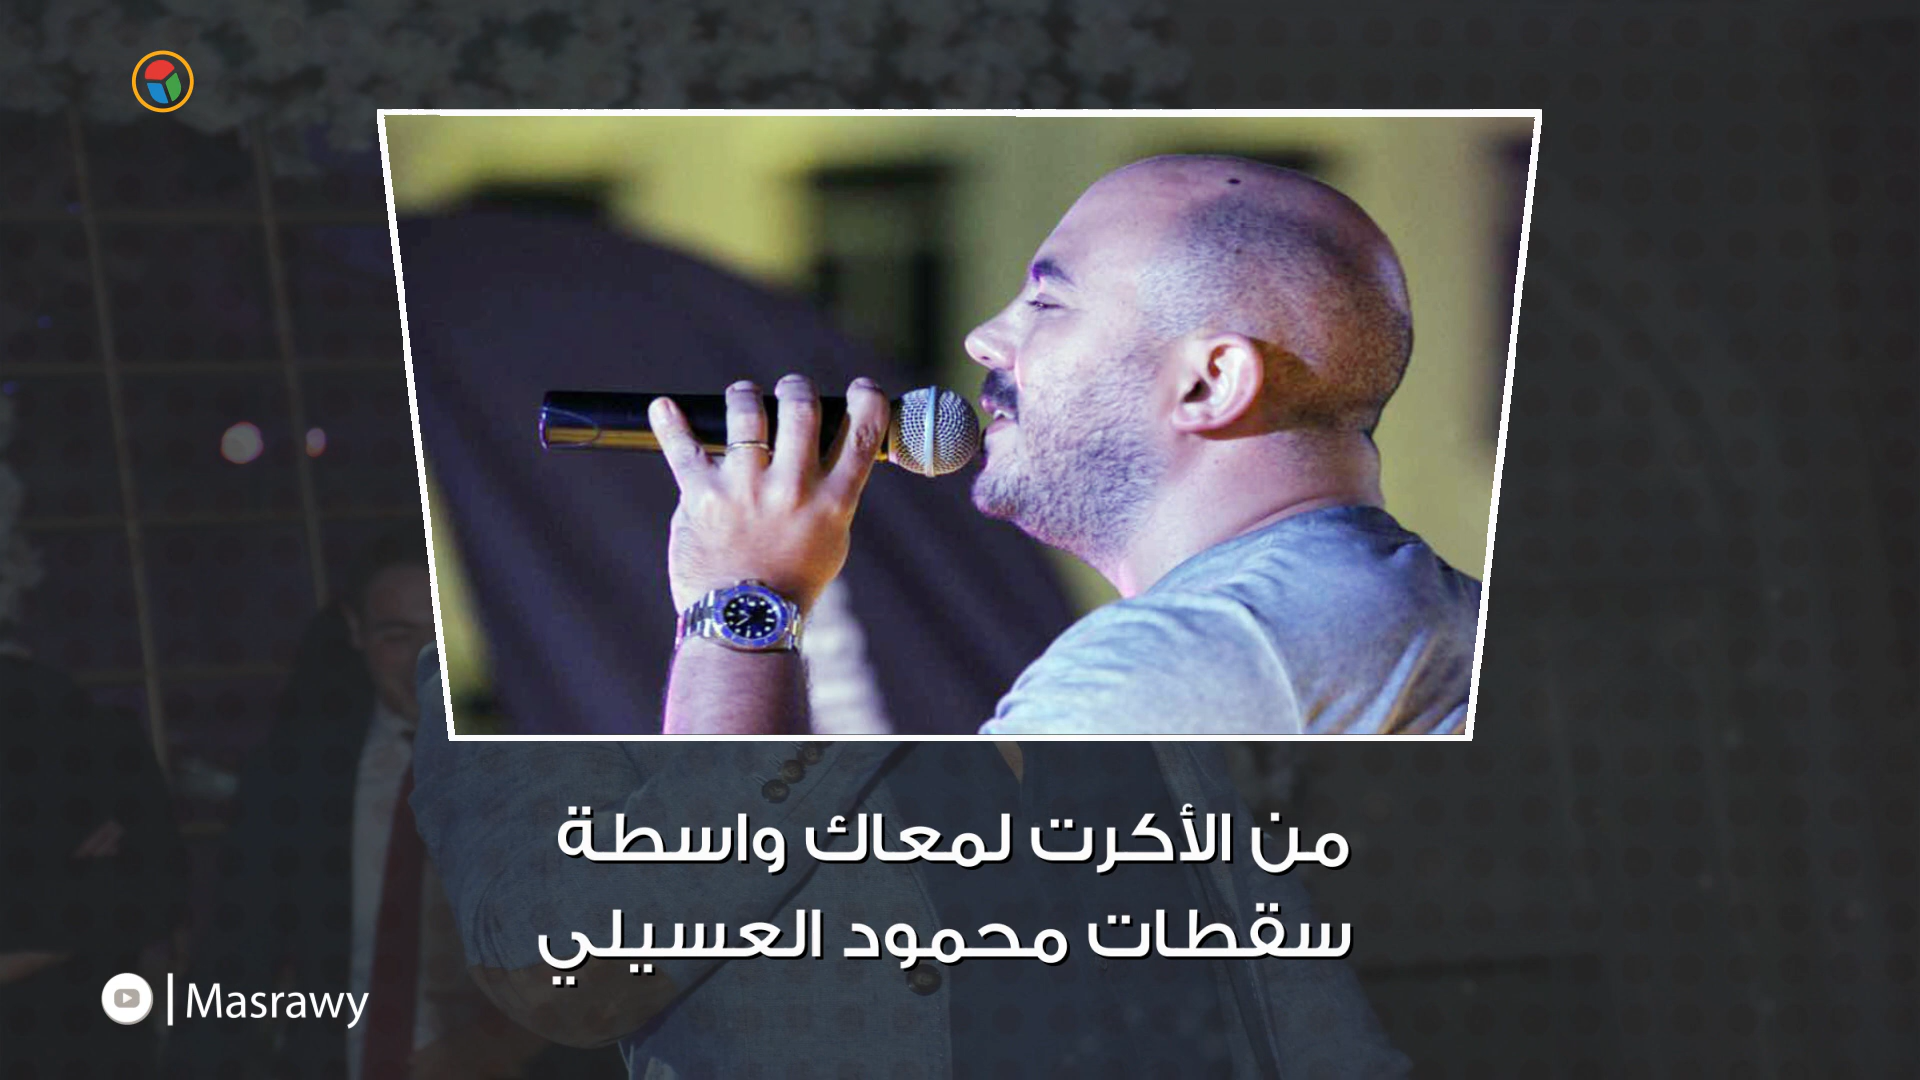 من الأكرت لمعاك واسطة
سقطات محمود العسيلي
| Masrawy